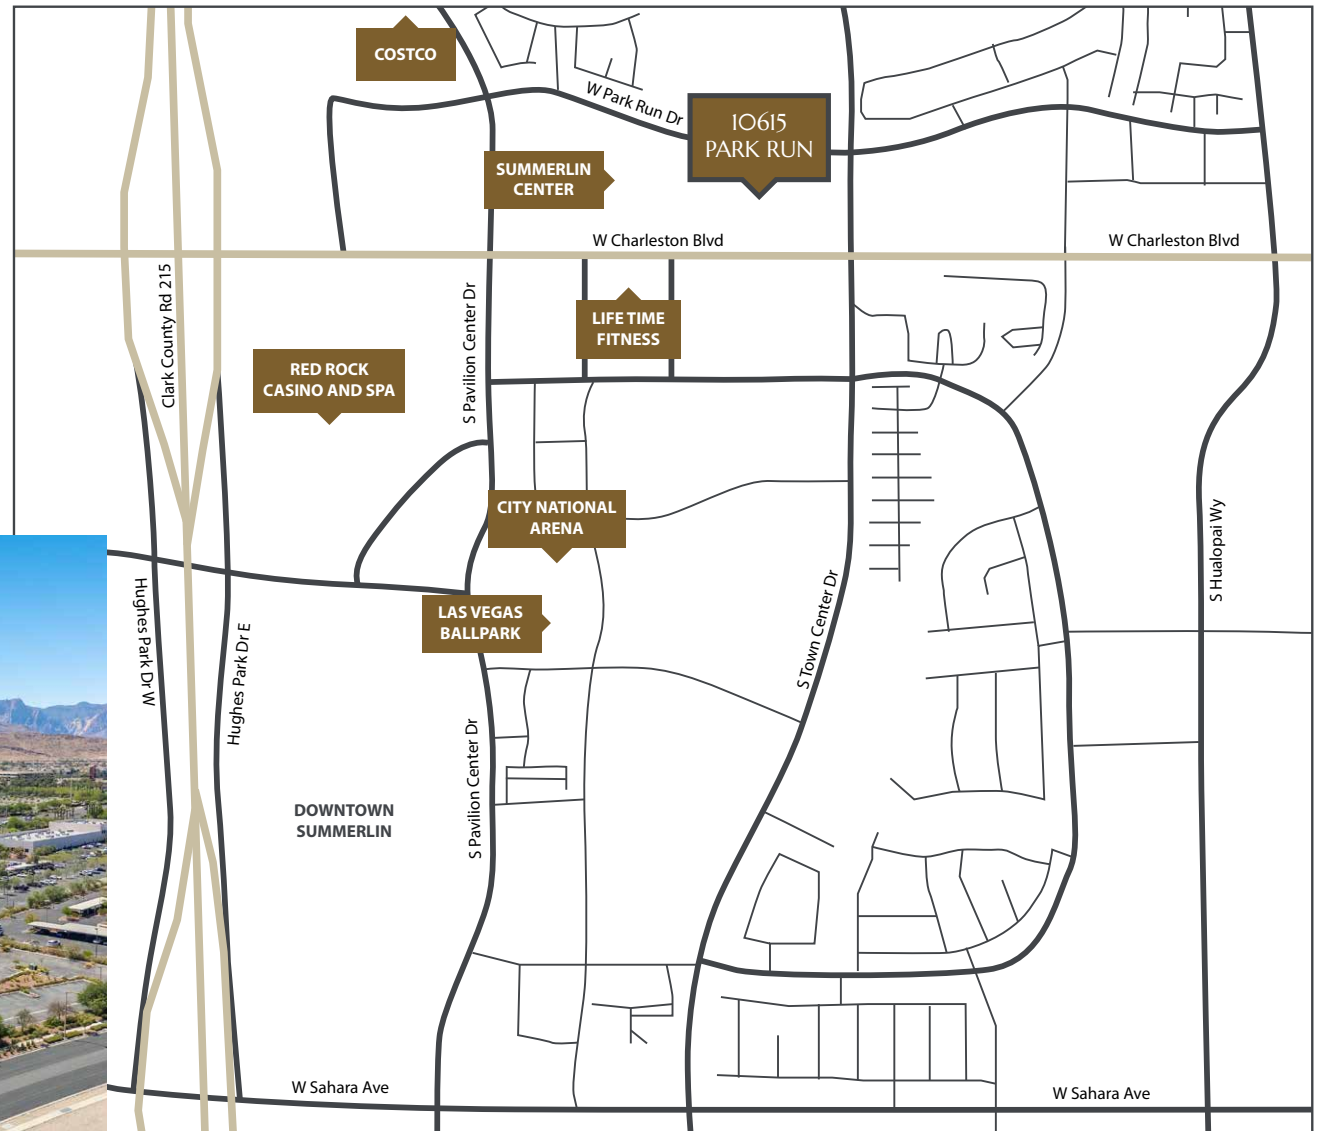 COSTCO
W Park Run Dr
10615
PARK RUN
SUMMERLIN
CENTER
W Charleston Blvd
W Charleston Blvd
Clark County Rd 215
S Pavilion Center Dr
LIFE TIME
FITNESS
RED ROCK
CASINO AND SPA
CITY NATIONAL
ARENA
S Hualopai Wy
Hughes Park Dr W
Hughes Park Dr E
LAS VEGAS
BALLPARK
S Town Center Dr
S Pavilion Center Dr
DOWNTOWN
SUMMERLIN
W Sahara Ave
W Sahara Ave